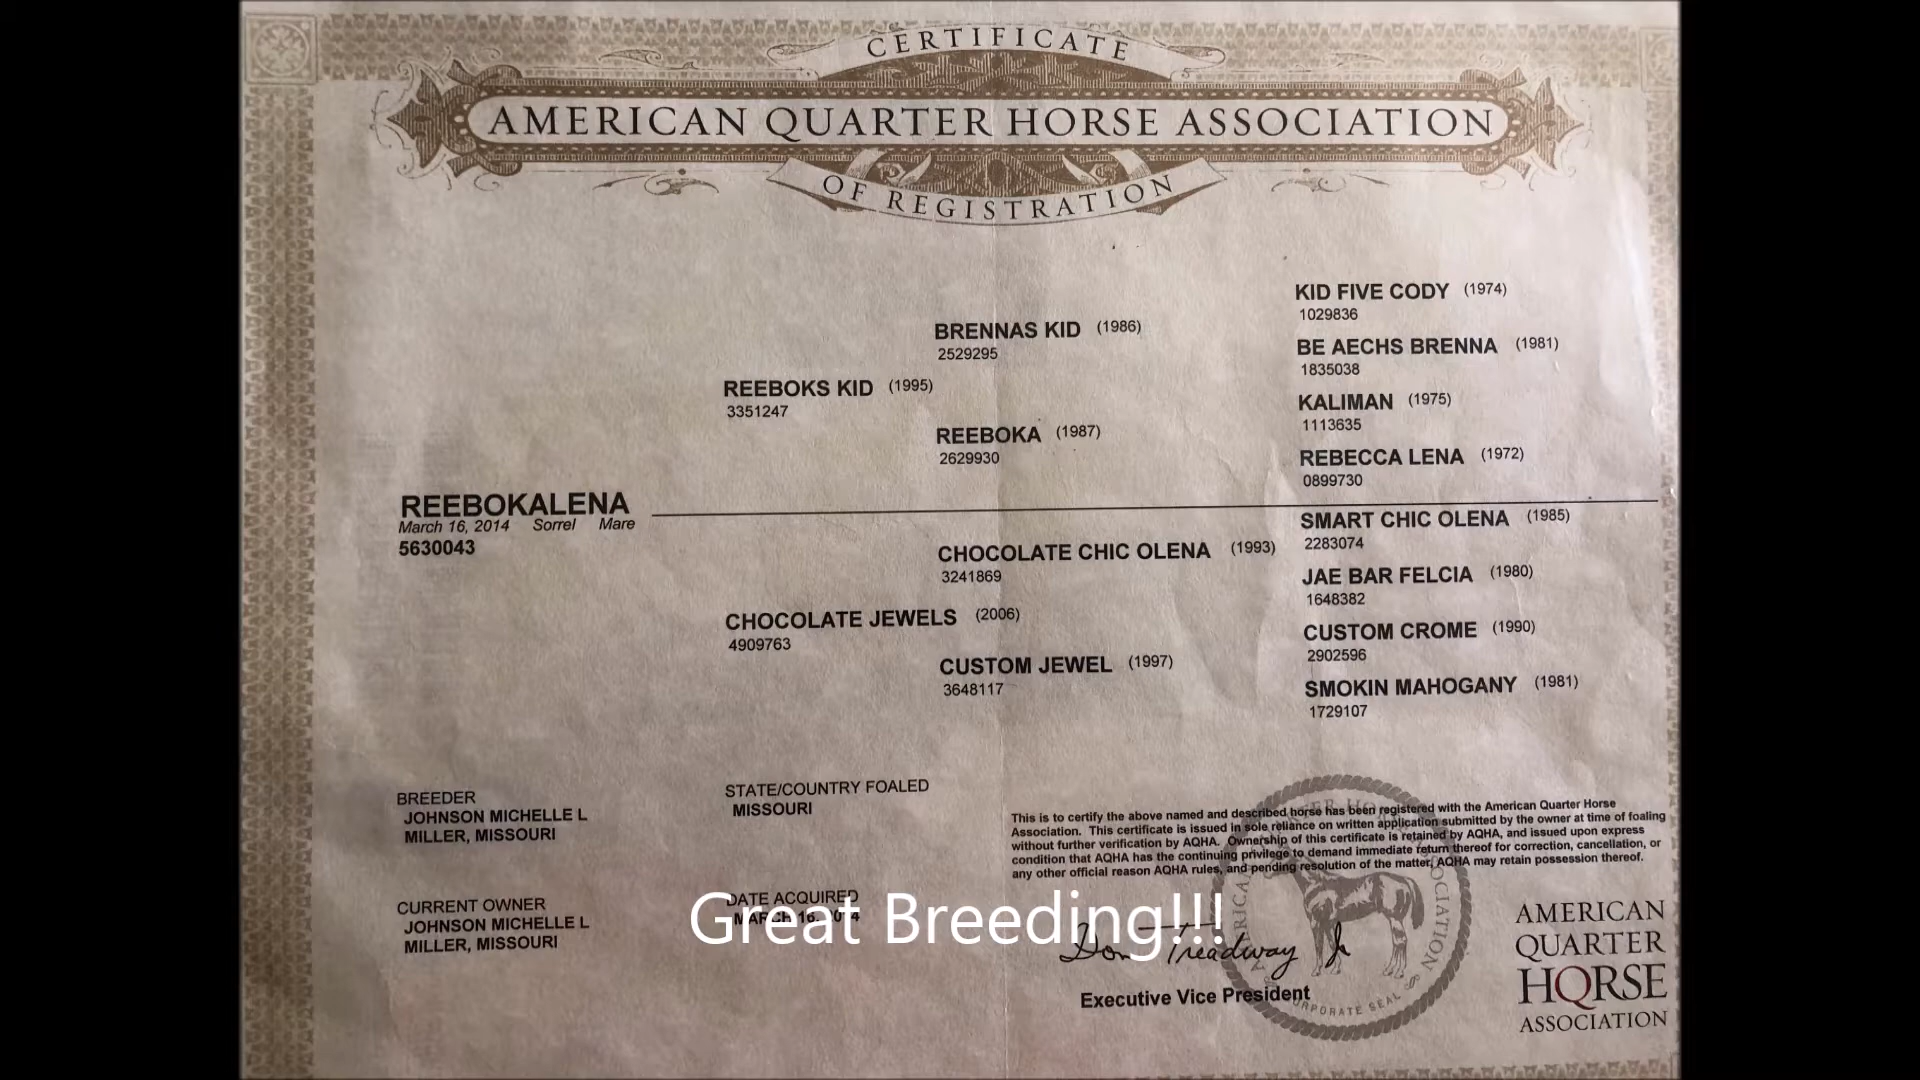 CERTIFICATE
AMERICAN QUARTER HORSE ASSOCIATION
OF REGISTRATION
KID FIVE CODY (1974)
1029836
BRENNAS KID (1986)
2529295
BE AECHS BRENNA (1981)
1835038
REEBOKS KID (1995)
3351247
KALIMAN (1975)
1113635
REEBOKA (1987)
2629930
REBECCA LENA (1972)
0899730
REEBOKALENA
March 16, 2014 Sorrel Mare
5630043
SMART CHIC OLENA (1985)
2283074
CHOCOLATE CHIC OLENA (1993)
3241869
JAE BAR FELCIA (1980)
1648382
CHOCOLATE JEWELS (2006)
4909763
CUSTOM CROME (1990)
2902596
CUSTOM JEWEL (1997)
3648117
SMOKIN MAHOGANY (1981)
1729107
BREEDER
JOHNSON MICHELLE L
MILLER, MISSOURI
STATE/COUNTRY FOALED
MISSOURI
This is to certify the above named and described horse has been registered with the American Quarter Horse
Association. This certificate is issued in sole reliance on written application submitted by the owner at time of foaling
without further verification by AQHA. Ownership of this certificate is retained by AQHA, and issued upon express
condition that AQHA has the continuing privilege to demand immediate return thereof for correction, cancellation, or
any other official reason AQHA rules, and pending resolution of the matter, AQHA may retain possession thereof.
CURRENT OWNER
JOHNSON MICHELLE L
MILLER, MISSOURI
DATE ACQUIRED
MARCH 16, 2014
Great Breeding!!!
Don Treadway Jr
Executive Vice President
CORPORATE SEAL
AMERICAN
QUARTER
HORSE
ASSOCIATION